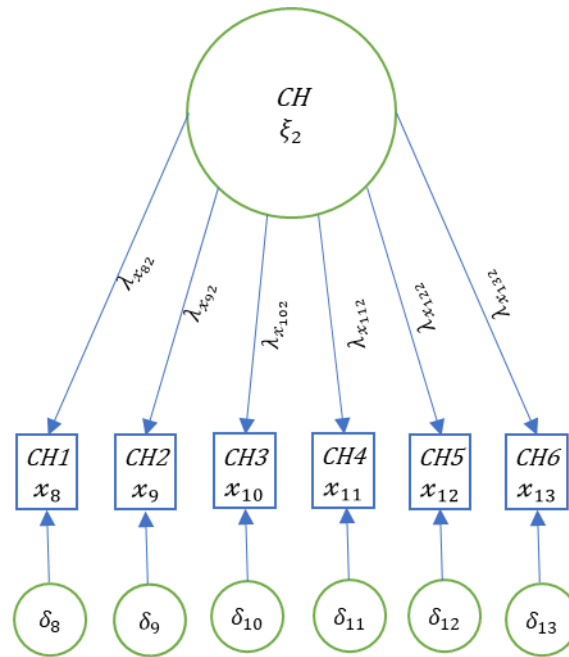 CH
ξ₂
λₓ₈₂
λₓ₉₂
λₓ₁₀₂
λₓ₁₁₂
λₓ₁₂₂
λₓ₁₃₂
CH1
x₈
CH2
x₉
CH3
x₁₀
CH4
x₁₁
CH5
x₁₂
CH6
x₁₃
δ₈
δ₉
δ₁₀
δ₁₁
δ₁₂
δ₁₃